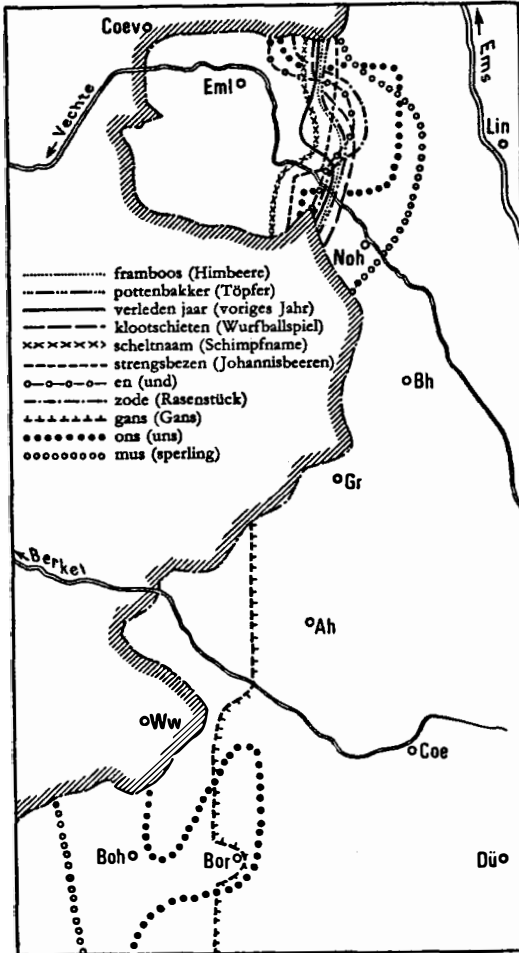 Coev
Ems
Eml
Vechte
Lin
Noh
framboos (Himbeere)
pottenbakker (Töpfer)
verleden jaar (voriges Jahr)
klootschieten (Wurfballspiel)
scheltnaam (Schimpfname)
strengsbezen (Johannisbeeren)
en (und)
zode (Rasenstück)
gans (Gans)
ons (uns)
mus (sperling)
Bh
Gr
Berkel
Ah
Ww
Coe
Boh
Bor
Dü